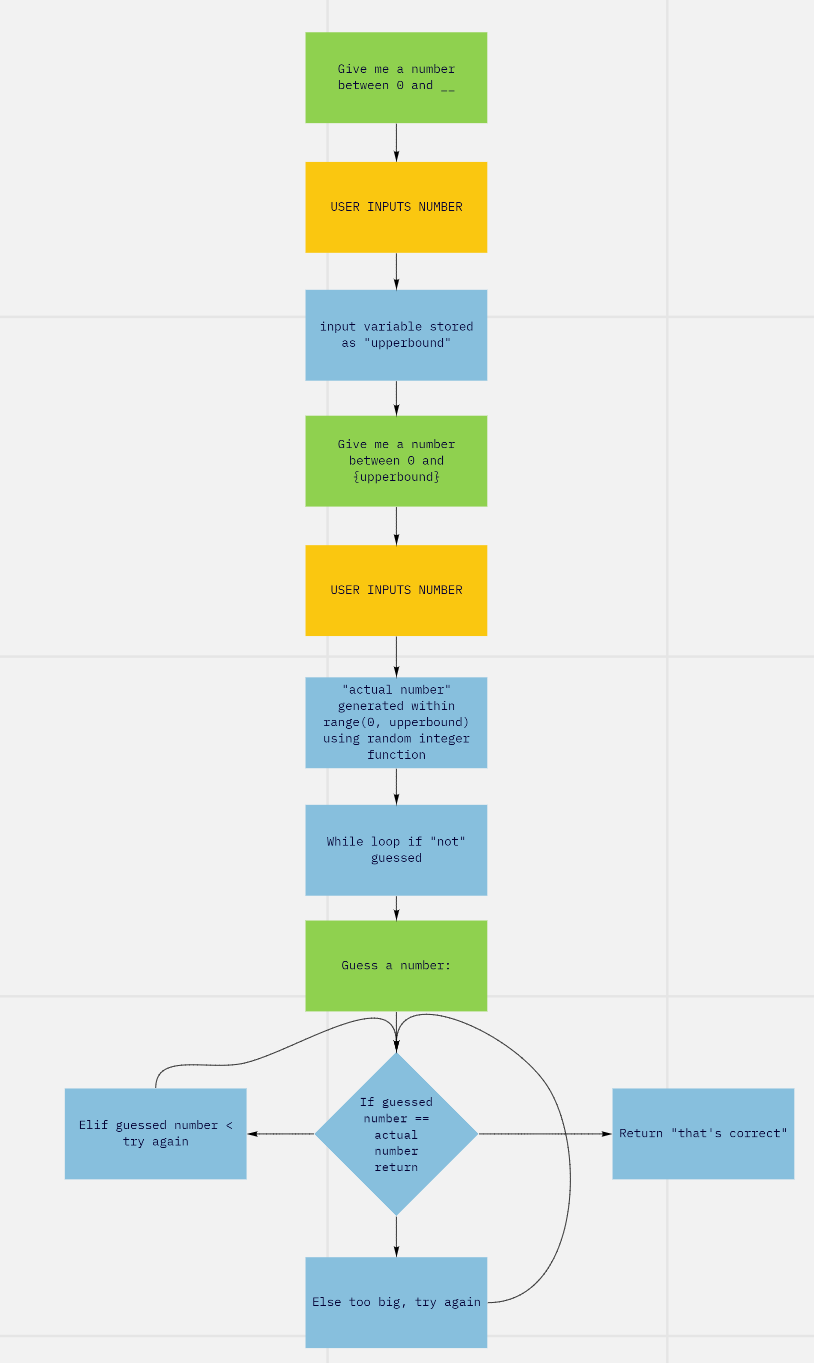 Give me a number
between 0 and __
USER INPUTS NUMBER
input variable stored
as "upperbound"
Give me a number
between 0 and
{upperbound}
USER INPUTS NUMBER
"actual number"
generated within
range(0, upperbound)
using random integer
function
While loop if "not"
guessed
Guess a number:
If guessed
number ==
actual
number
return
Elif guessed number <
try again
Return "that's correct"
Else too big, try again